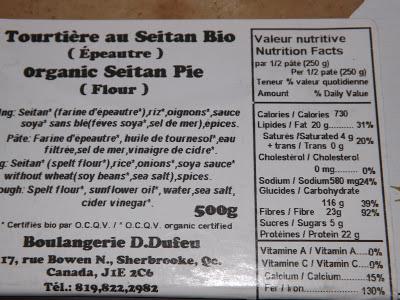 Tourtière au Seitan Bio
( Épeautre )
Organic Seitan Pie
( Flour )
ing: Seitan* (farine d'épeautre),riz*,oignons*,sauce
soya* sans blé(fèves soya*,sel de mer),épices.
Pâte: Farine d'épeautre*, huile de tournesol*,eau
filtrée,sel de mer,vinaigre de cidre*.
g: Seitan* (spelt flour*),rice*,onions*,soya sauce*
without wheat(soy beans*,sea salt),spices.
ough: Spelt flour*, sunflower oil*, water,sea salt,
cider vinegar*.
500g
* Certifiés bio par O.C.Q.V. / * O.C.Q.V. organic certified
Boulangerie D.Dufeu
17, rue Bowen N., Sherbrooke, Qc.
Canada, J1E 2C6
Tél.: 819,822,2982
Valeur nutritive
Nutrition Facts
par 1/2 pâté (250 g)
Per 1/2 paté (250 g)
Teneur % valeur quotidienne
Amount % Daily Value
Calories / Calories 730
Lipides / Fat 20 g 31%
Saturés /Saturated 4 g
+ trans / Trans 0 g 20%
Cholestérol / Cholesterol
0 mg 0%
Sodium / Sodium580 mg24%
Glucides / Carbohydrate
116 g 39%
Fibres / Fibre 23g 92%
Sucres / Sugars 5 g
Protéines / Protein 22 g
Vitamine A / Vitamin A 0%
Vitamine C / Vitamin C 0%
Calcium / Calcium 15%
Fer / Iron 130%